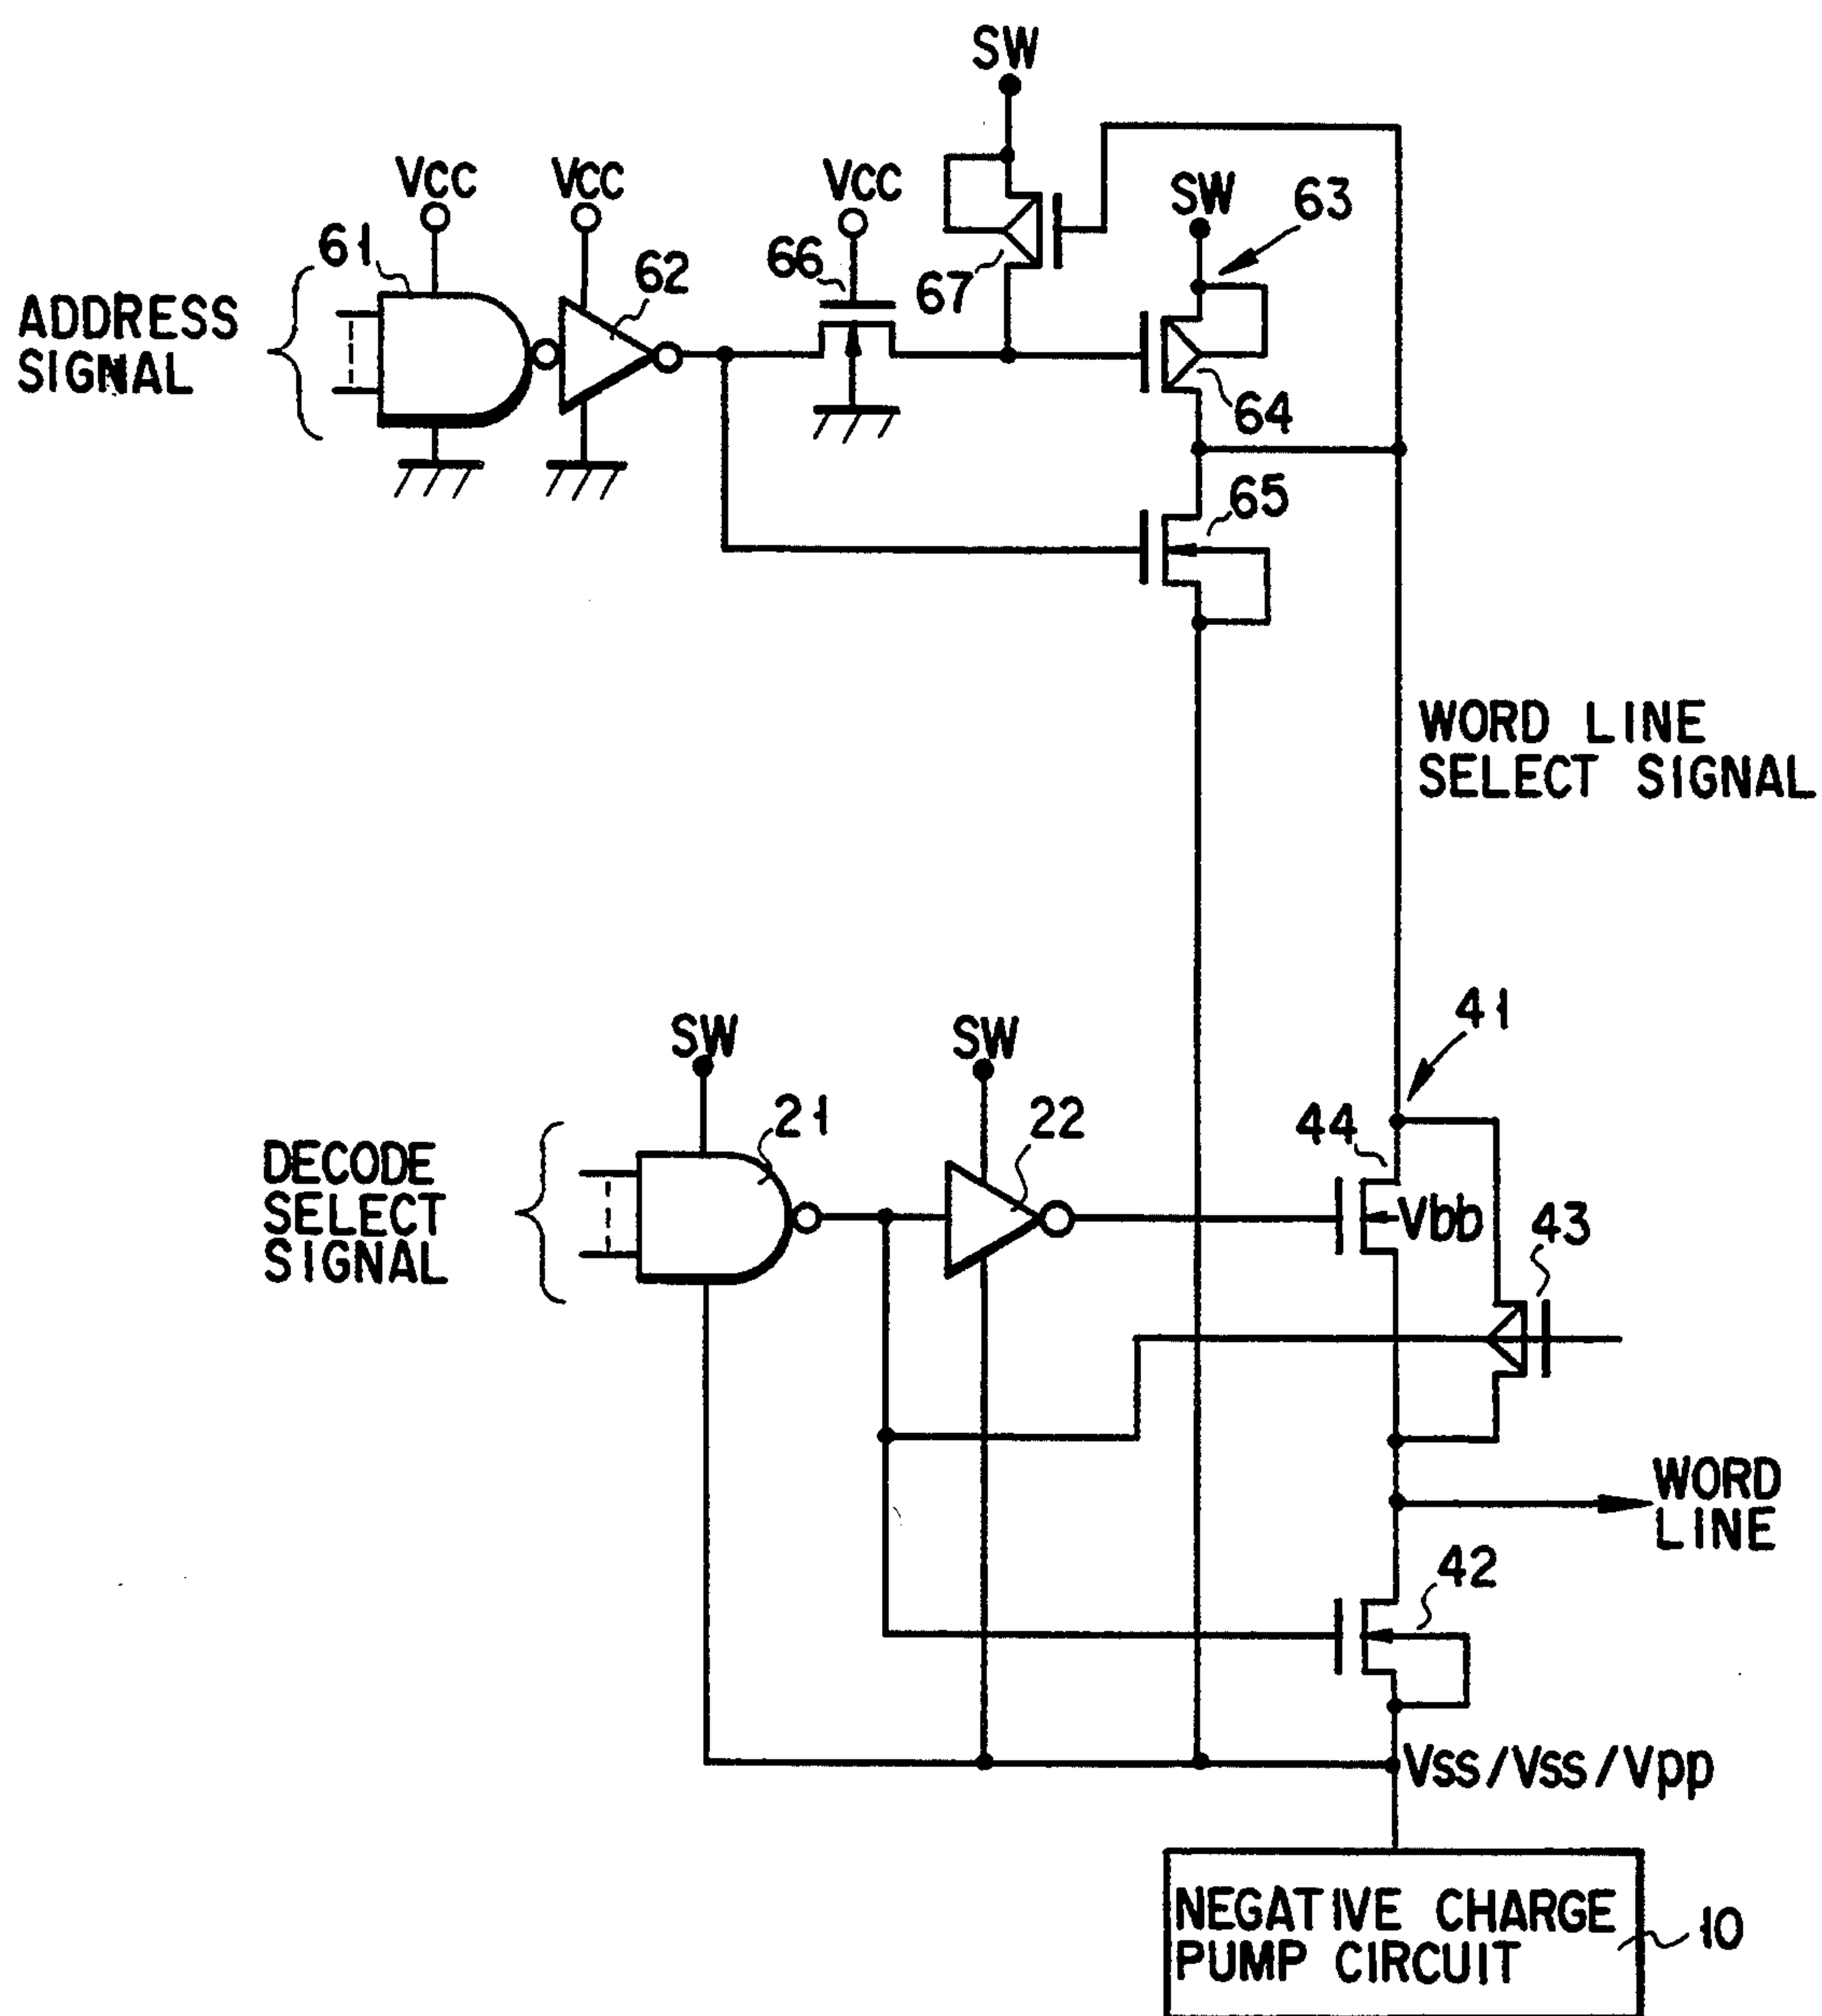 SW
VCC
VCC
VCC
SW
63
61
62
66
67
ADDRESS
SIGNAL
64
65
WORD LINE
SELECT SIGNAL
SW
SW
41
21
22
44
DECODE
SELECT
SIGNAL
Vbb
43
WORD
LINE
42
VSS/VSS/Vpp
NEGATIVE CHARGE
PUMP CIRCUIT
10